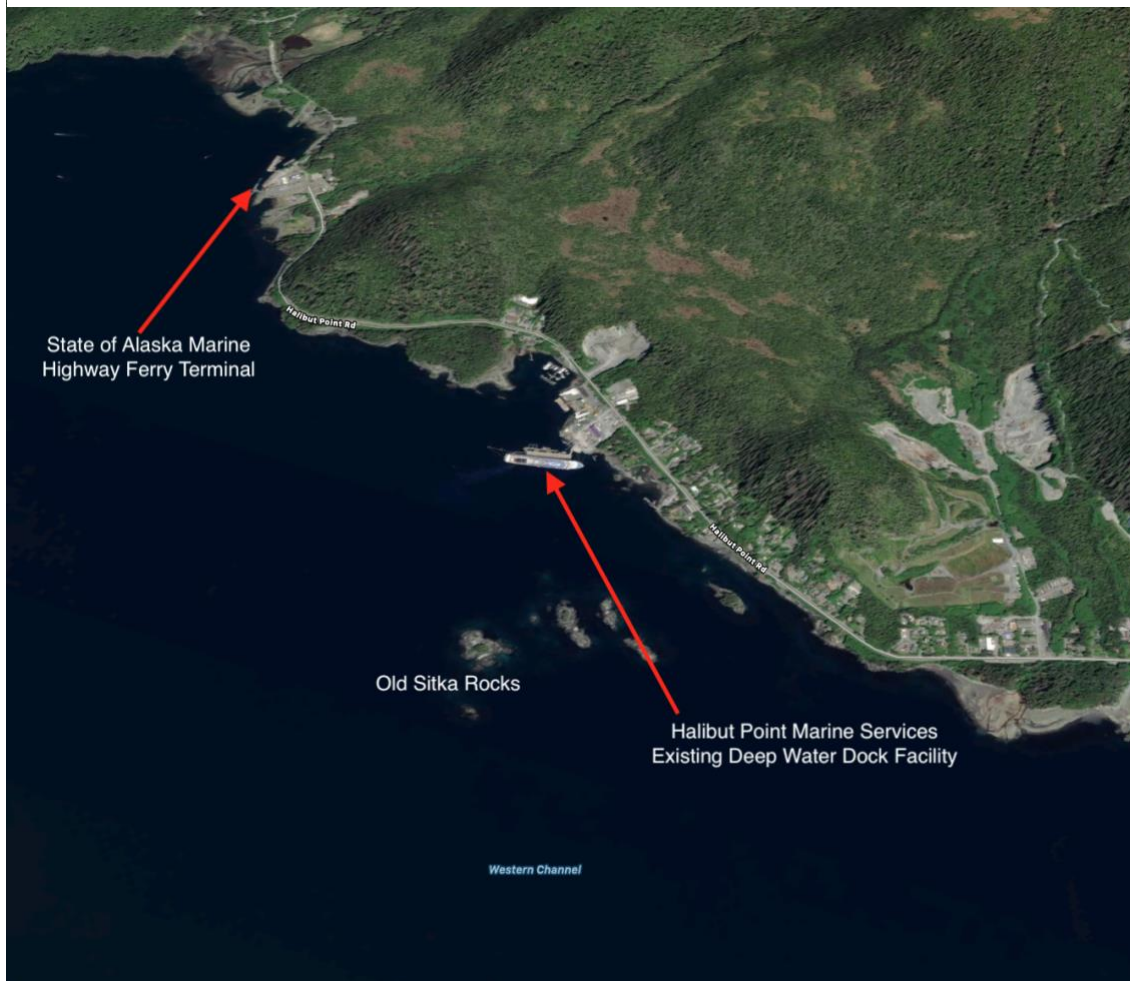 Halibut Point Rd
State of Alaska Marine
Highway Ferry Terminal
Halibut Point Rd
Old Sitka Rocks
Halibut Point Marine Services
Existing Deep Water Dock Facility
Western Channel